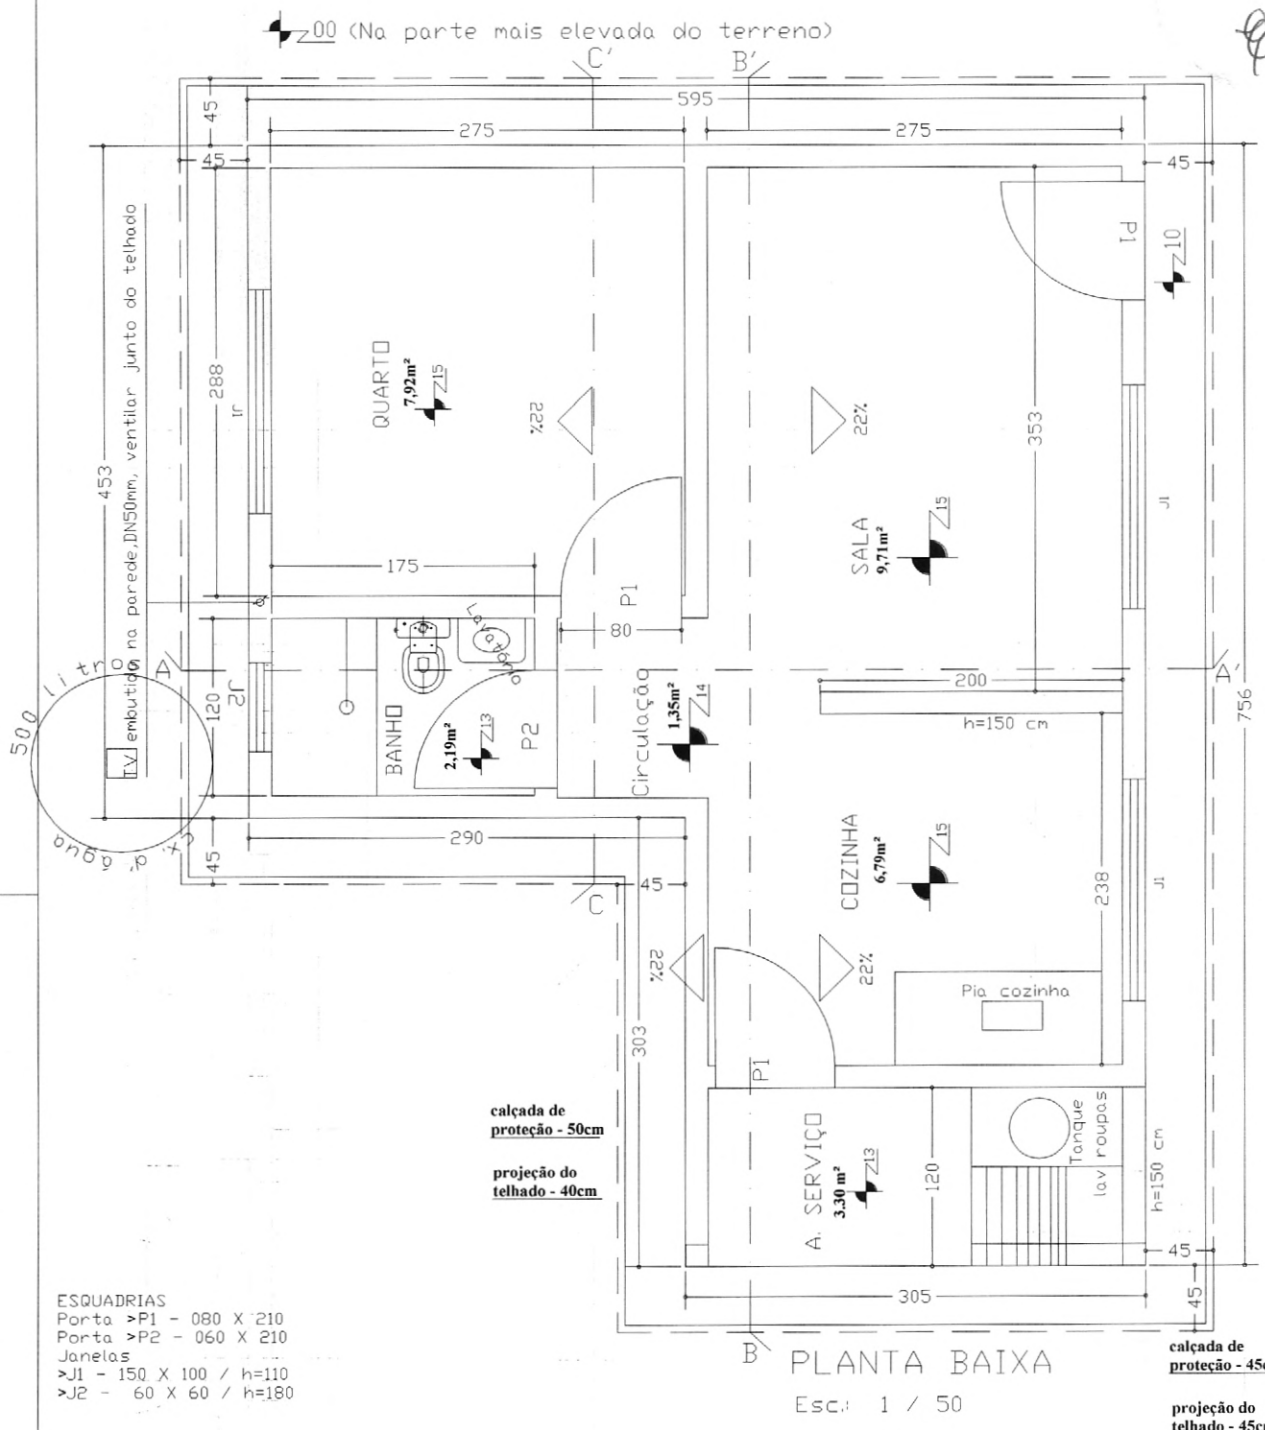 00 (Na parte mais elevada do terreno)
C'
B'
595
45
275
275
45
45
TV embutida na parede,DN50mm, ventilar junto do telhado
P1
10
QUARTO
7,92m²
15
288
J1
22%
22%
353
453
SALA
9,71m²
15
J1
175
P1
80
Lavatório
A
A'
200
h=150 cm
756
500 litros
cx. d' água
120
J2
BANHO
2,19m²
13
P2
Circulação
1,35m²
14
290
45
45
C
COZINHA
6,79m²
15
238
J1
22%
22%
Pia cozinha
303
P1
calçada de
proteção - 50cm
projeção do
telhado - 40cm
A. SERVIÇO
3.30 m²
13
120
Tanque
lav roupas
h=150 cm
45
305
45
B
ESQUADRIAS
Porta >P1 - 080 X 210
Porta >P2 - 060 X 210
Janelas
>J1 - 150 X 100 / h=110
>J2 - 60 X 60 / h=180
PLANTA BAIXA
Esc.: 1 / 50
calçada de
proteção - 45c
projeção do
telhado - 45cm